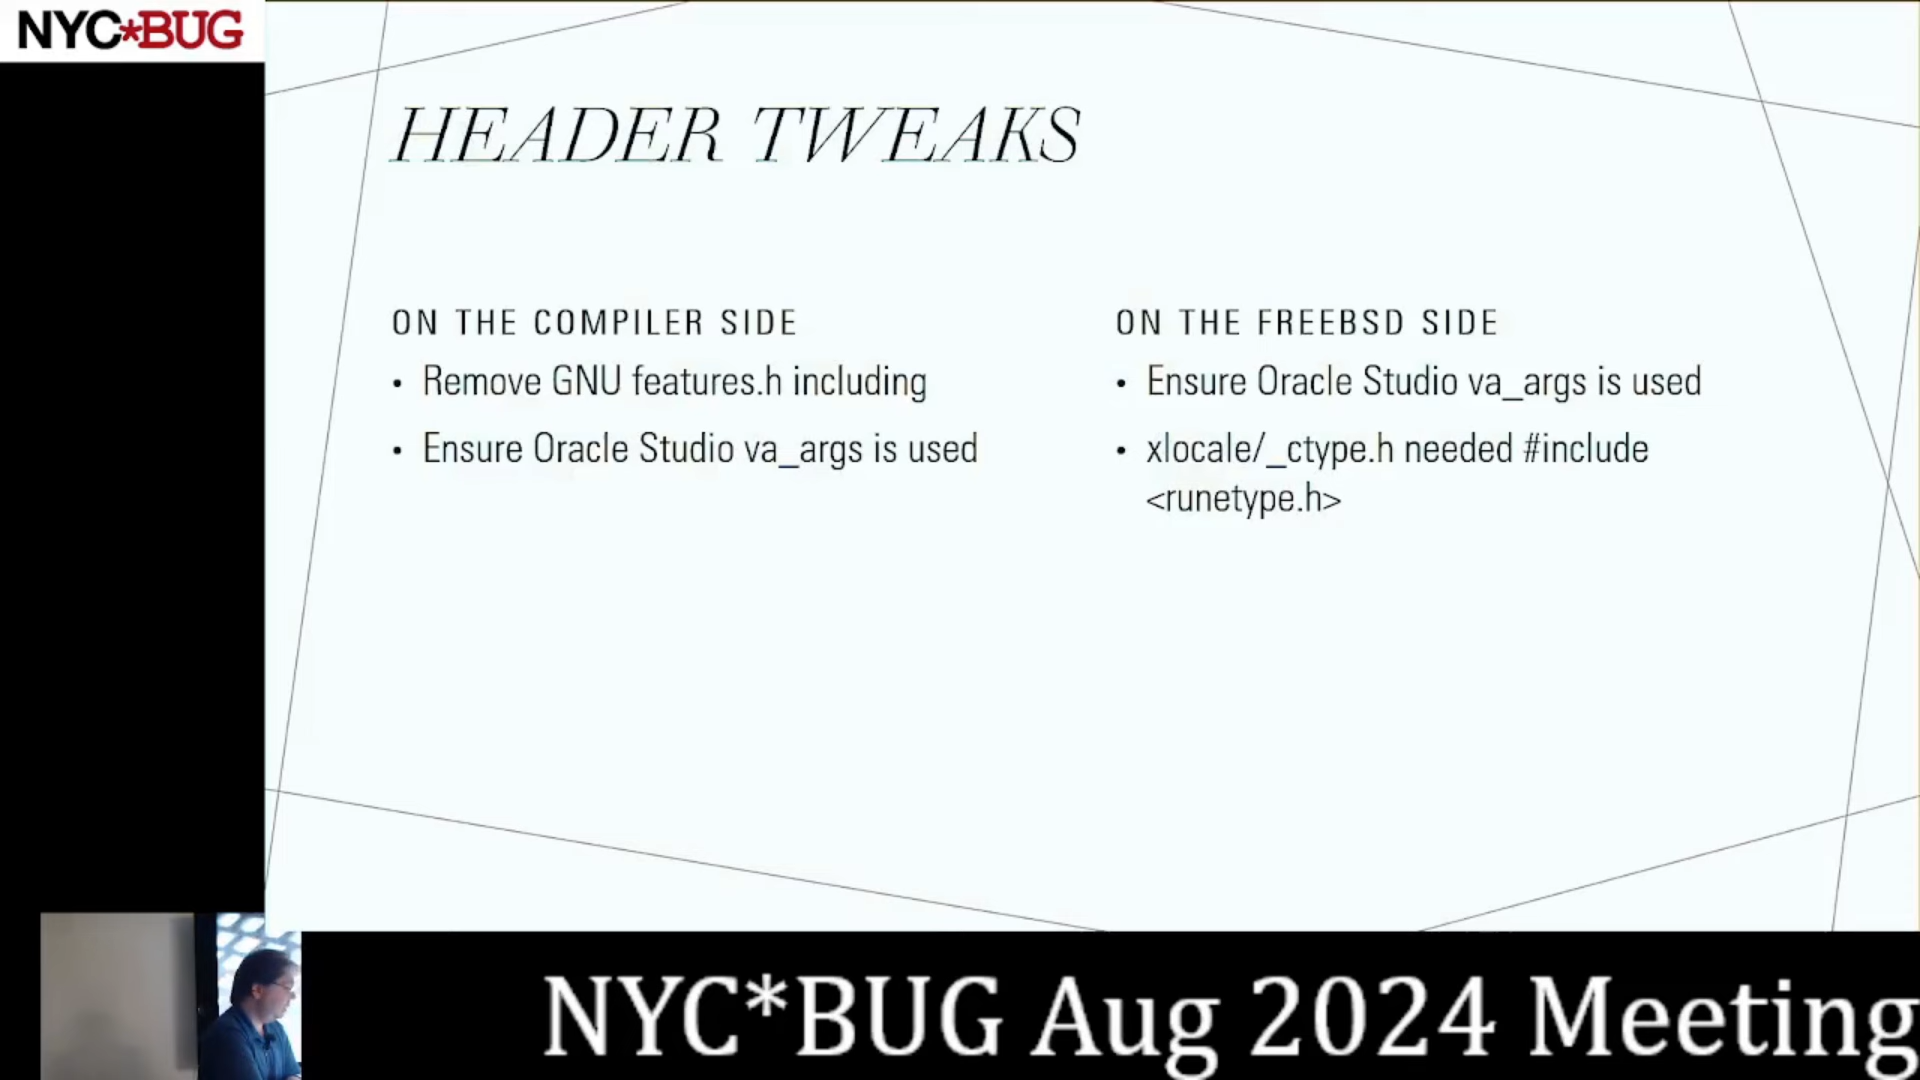 NYC*BUG
HEADER TWEAKS
ON THE COMPILER SIDE
• Remove GNU features.h including
• Ensure Oracle Studio va_args is used
ON THE FREEBSD SIDE
• Ensure Oracle Studio va_args is used
• xlocale/_ctype.h needed #include
<runetype.h>
NYC*BUG Aug 2024 Meeting